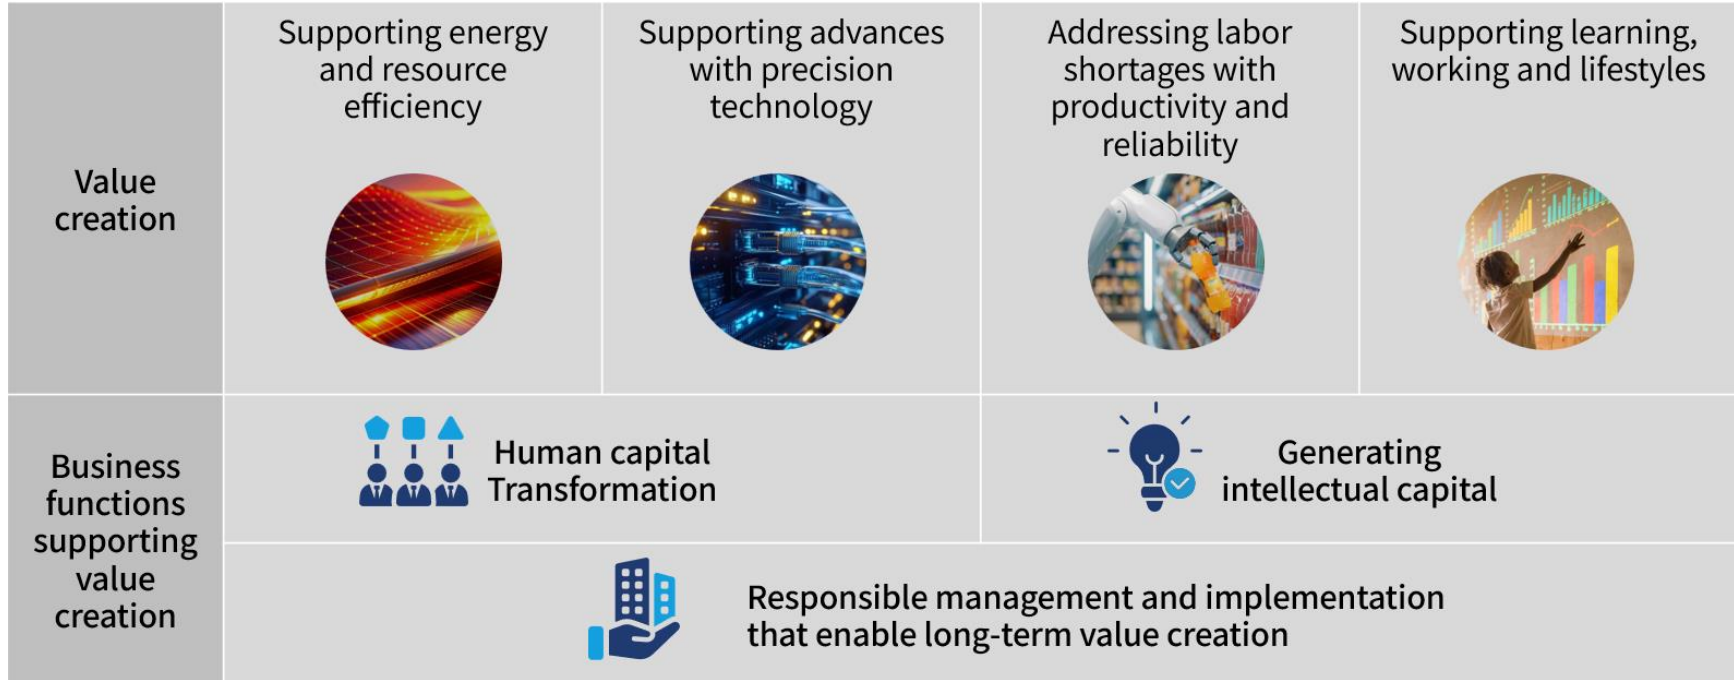 Value
creation
Supporting energy
and resource
efficiency
Supporting advances
with precision
technology
Addressing labor
shortages with
productivity and
reliability
Supporting learning,
working and lifestyles
Business
functions
supporting
value
creation
Human capital
Transformation
Generating
intellectual capital
Responsible management and implementation
that enable long-term value creation